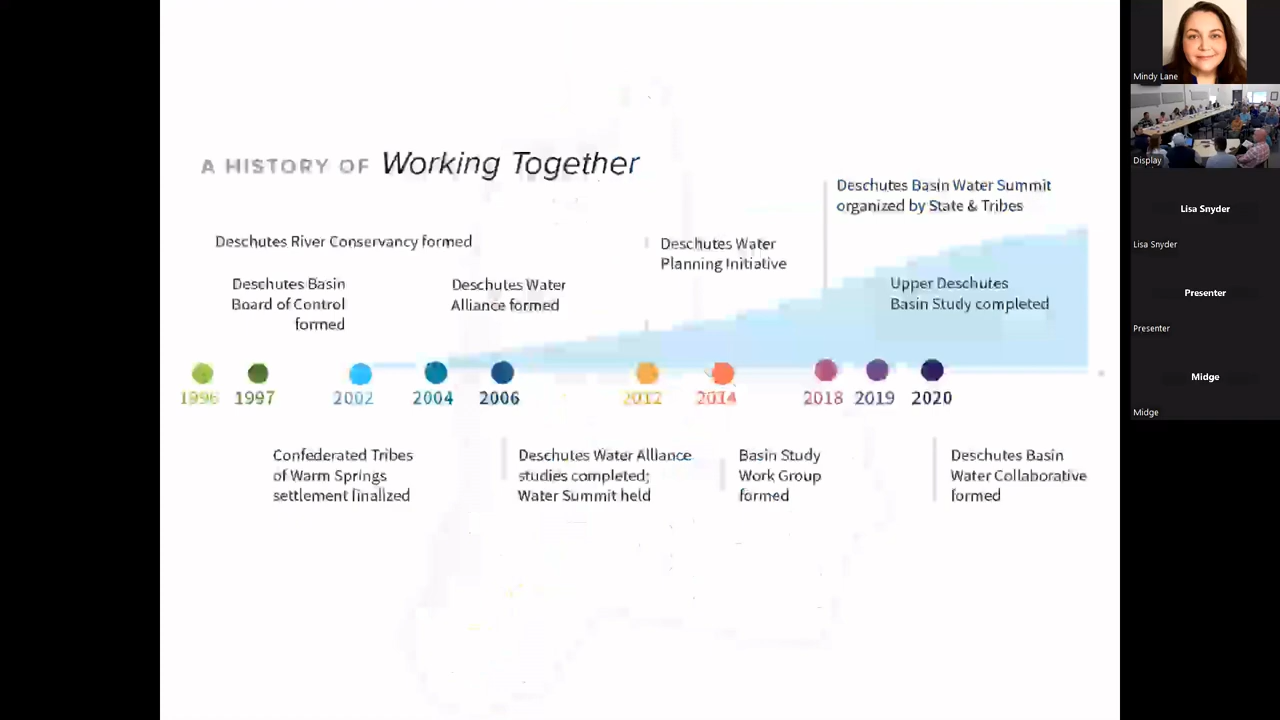 A HISTORY OF Working Together
Deschutes Basin Water Summit
organized by State & Tribes
Deschutes River Conservancy formed
Deschutes Water
Planning Initiative
Deschutes Basin
Board of Control
formed
Deschutes Water
Alliance formed
Upper Deschutes
Basin Study completed
1996 1997 2002 2004 2006 2012 2014 2018 2019 2020
Confederated Tribes
of Warm Springs
settlement finalized
Deschutes Water Alliance
studies completed;
Water Summit held
Basin Study
Work Group
formed
Deschutes Basin
Water Collaborative
formed
Mindy Lane
Display
Lisa Snyder
Lisa Snyder
Presenter
Presenter
Midge
Midge